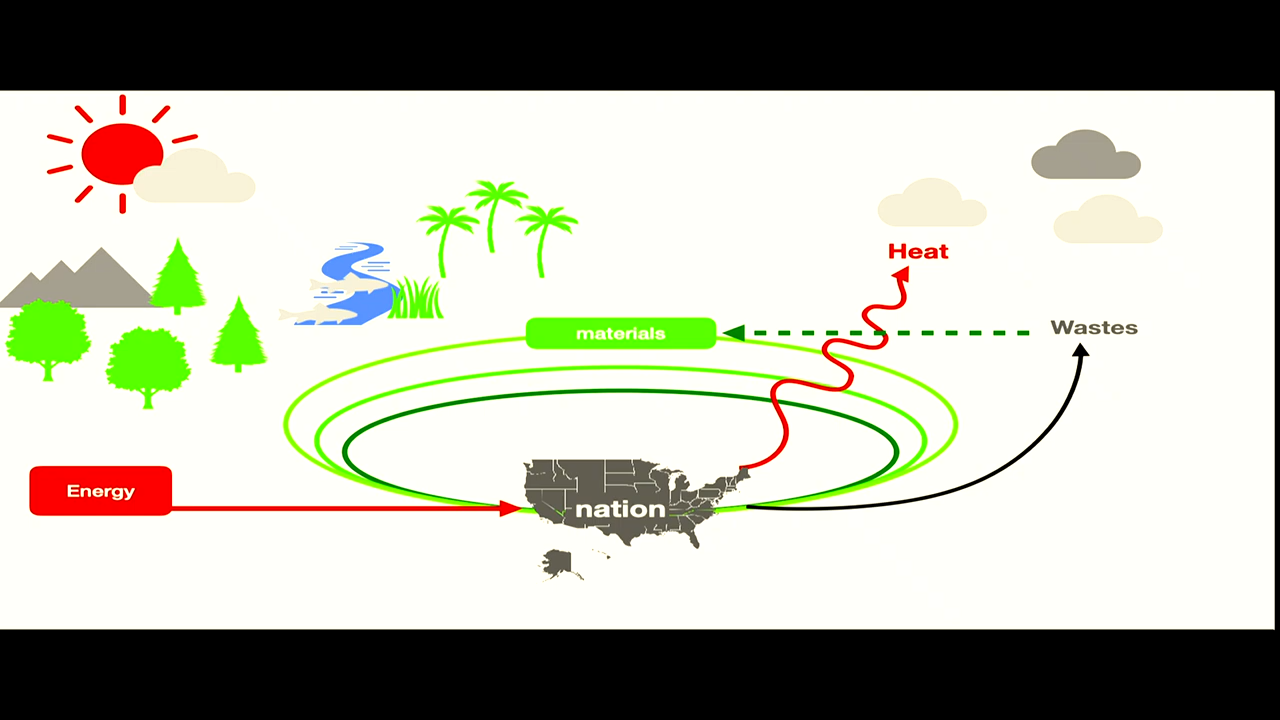 Heat
materials
Wastes
Energy
nation